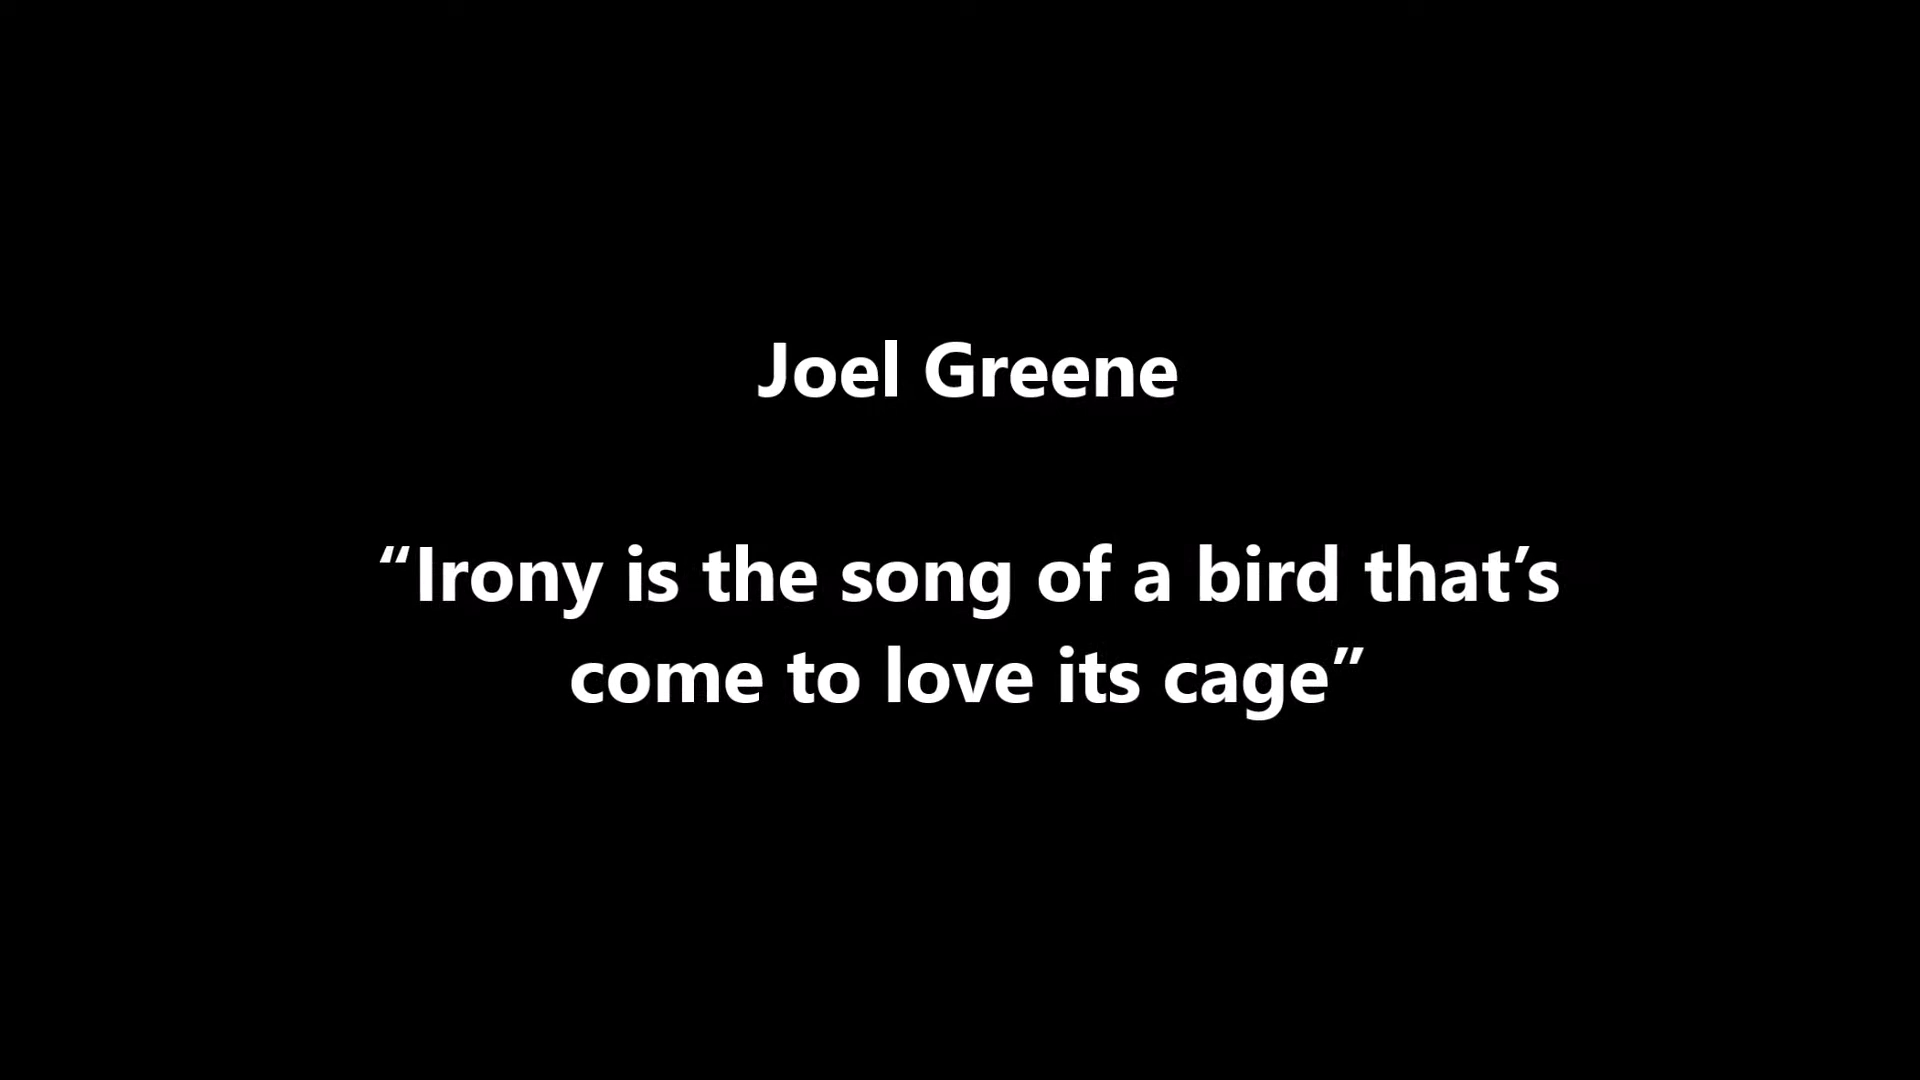 Joel Greene
“Irony is the song of a bird that’s
come to love its cage”